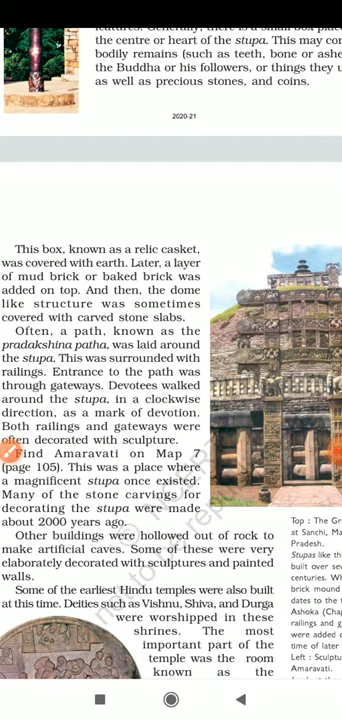 features. Generally, there is a small box
the centre or heart of the stupa. This may
bodily remains (such as teeth, bone or
the Buddha or his followers, or things they
as well as precious stones, and coins.
2020-21
This box, known as a relic casket,
was covered with earth. Later, a layer
of mud brick or baked brick was
added on top. And then, the dome
like structure was sometimes
covered with carved stone slabs.
Often, a path, known as the
pradakshina patha, was laid around
the stupa. This was surrounded with
railings. Entrance to the path was
through gateways. Devotees walked
around the stupa, in a clockwise
direction, as a mark of devotion.
Both railings and gateways were
often decorated with sculpture.
Find Amaravati on Map 7
(page 105). This was a place where
a magnificent stupa once existed.
Many of the stone carvings for
decorating the stupa were made
about 2000 years ago.
Other buildings were hollowed out of rock to
make artificial caves. Some of these were very
elaborately decorated with sculptures and painted
walls.
Some of the earliest Hindu temples were also built
at this time. Deities such as Vishnu, Shiva, and Durga
were worshipped in these
shrines. The most
important part of the
temple was the room
known as the
Top : The
at Sanchi,
Pradesh.
Stupas like
built over
centuries.
brick mound
dates to the
Ashoka
railings and
were added
time of later
Left :
Amaravati.
not to be